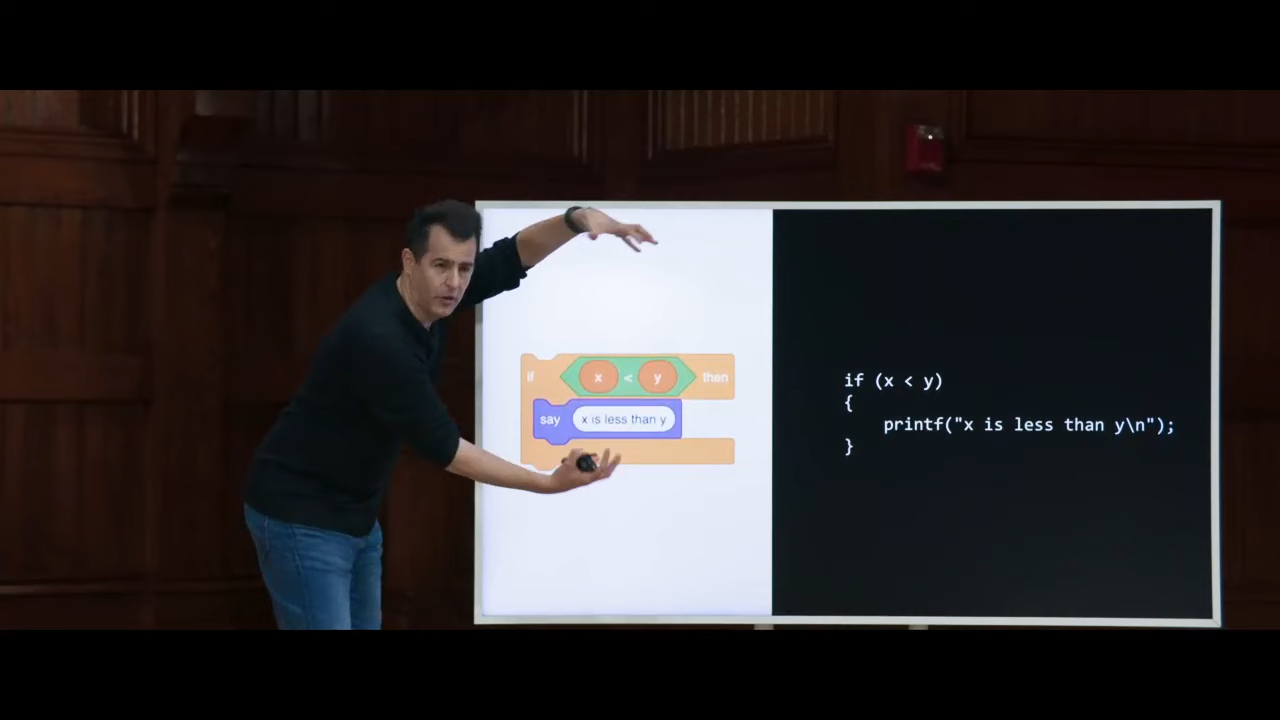 if x < y then
say x is less than y
if (x < y)
{
printf("x is less than y\n");
}